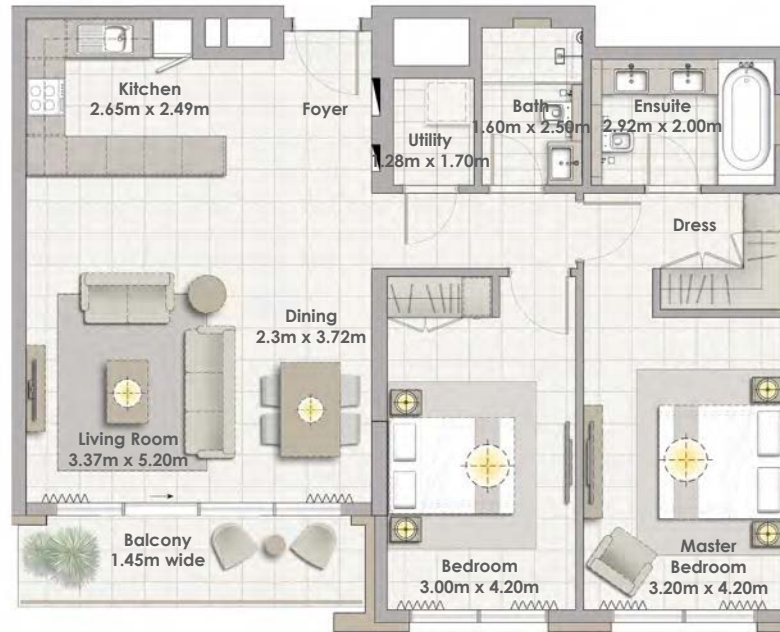 Kitchen
2.65m x 2.49m
Foyer
Utility
1.28m x 1.70m
Bath
1.60m x 2.50m
Ensuite
2.92m x 2.00m
Dress
Dining
2.3m x 3.72m
Living Room
3.37m x 5.20m
Balcony
1.45m wide
Bedroom
3.00m x 4.20m
Master
Bedroom
3.20m x 4.20m